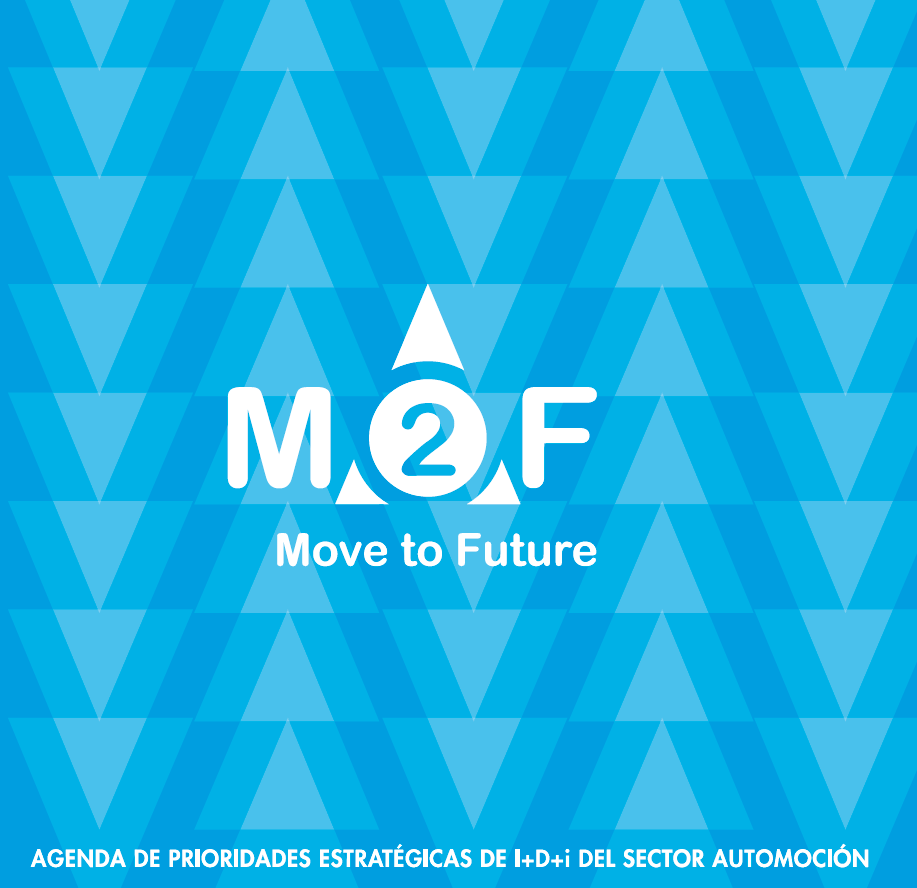 M2F
Move to Future
AGENDA DE PRIORIDADES ESTRATÉGICAS DE I+D+i DEL SECTOR AUTOMOCIÓN